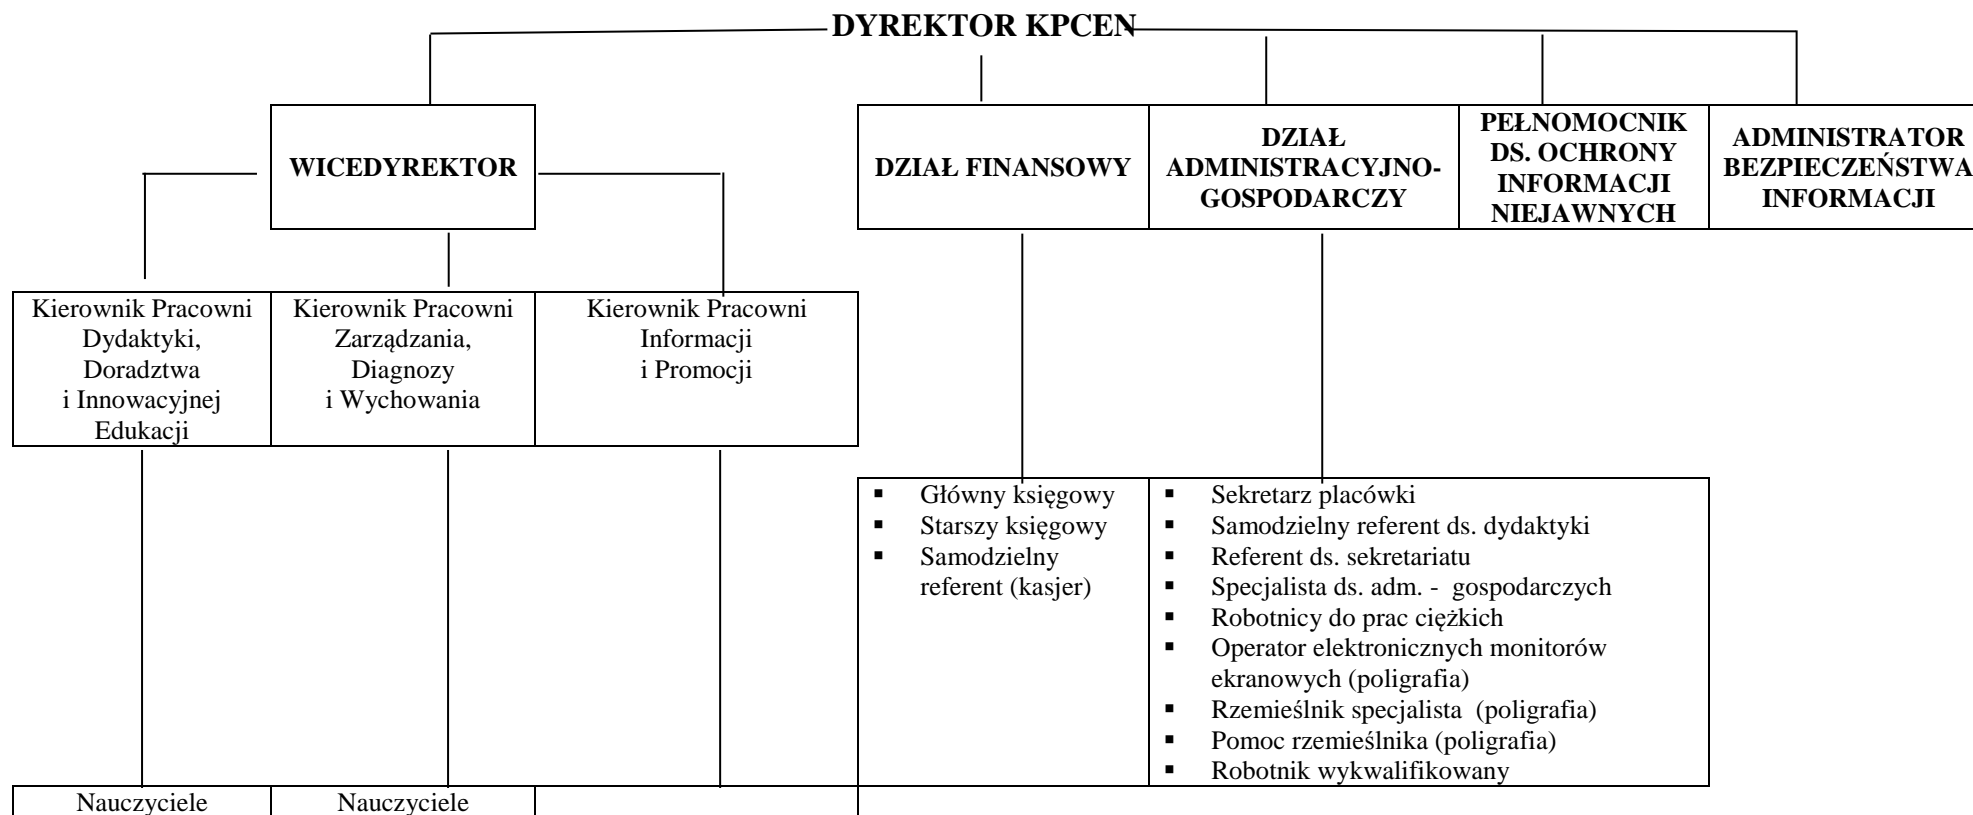 DYREKTOR KPCEN
WICEDYREKTOR
DZIAŁ FINANSOWY
DZIAŁ
ADMINISTRACYJNO-
GOSPODARCZY
PEŁNOMOCNIK
DS. OCHRONY
INFORMACJI
NIEJAWNYCH
ADMINISTRATOR
BEZPIECZEŃSTWA
INFORMACJI
Kierownik Pracowni
Dydaktyki,
Doradztwa
i Innowacyjnej
Edukacji
Kierownik Pracowni
Zarządzania,
Diagnozy
i Wychowania
Kierownik Pracowni
Informacji
i Promocji
▪ Główny księgowy
▪ Starszy księgowy
▪ Samodzielny
referent (kasjer)
▪ Sekretarz placówki
▪ Samodzielny referent ds. dydaktyki
▪ Referent ds. sekretariatu
▪ Specjalista ds. adm. - gospodarczych
▪ Robotnicy do prac ciężkich
▪ Operator elektronicznych monitorów
ekranowych (poligrafia)
▪ Rzemieślnik specjalista (poligrafia)
▪ Pomoc rzemieślnika (poligrafia)
▪ Robotnik wykwalifikowany
Nauczyciele
Nauczyciele